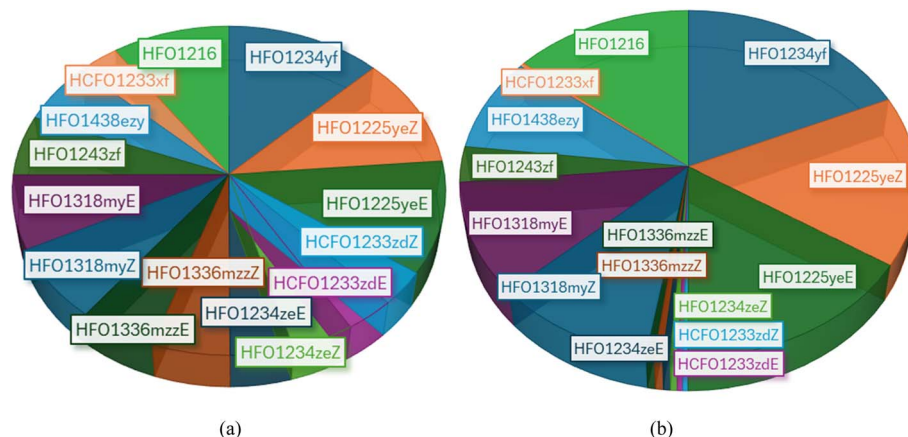 HFO1216
HFO1234yf
HCFO1233xf
HFO1438ezy
HFO1225yeZ
HFO1243zf
HFO1225yeE
HFO1318myE
HCFO1233zdZ
HFO1318myZ
HFO1336mzzZ
HCFO1233zdE
HFO1234zeE
HFO1336mzzE
HFO1234zeZ
(a)
HFO1216
HFO1234yf
HCFO1233xf
HFO1438ezy
HFO1243zf
HFO1225yeZ
HFO1318myE
HFO1336mzzE
HFO1336mzzZ
HFO1225yeE
HFO1318myZ
HFO1234zeZ
HCFO1233zdZ
HFO1234zeE
HCFO1233zdE
(b)